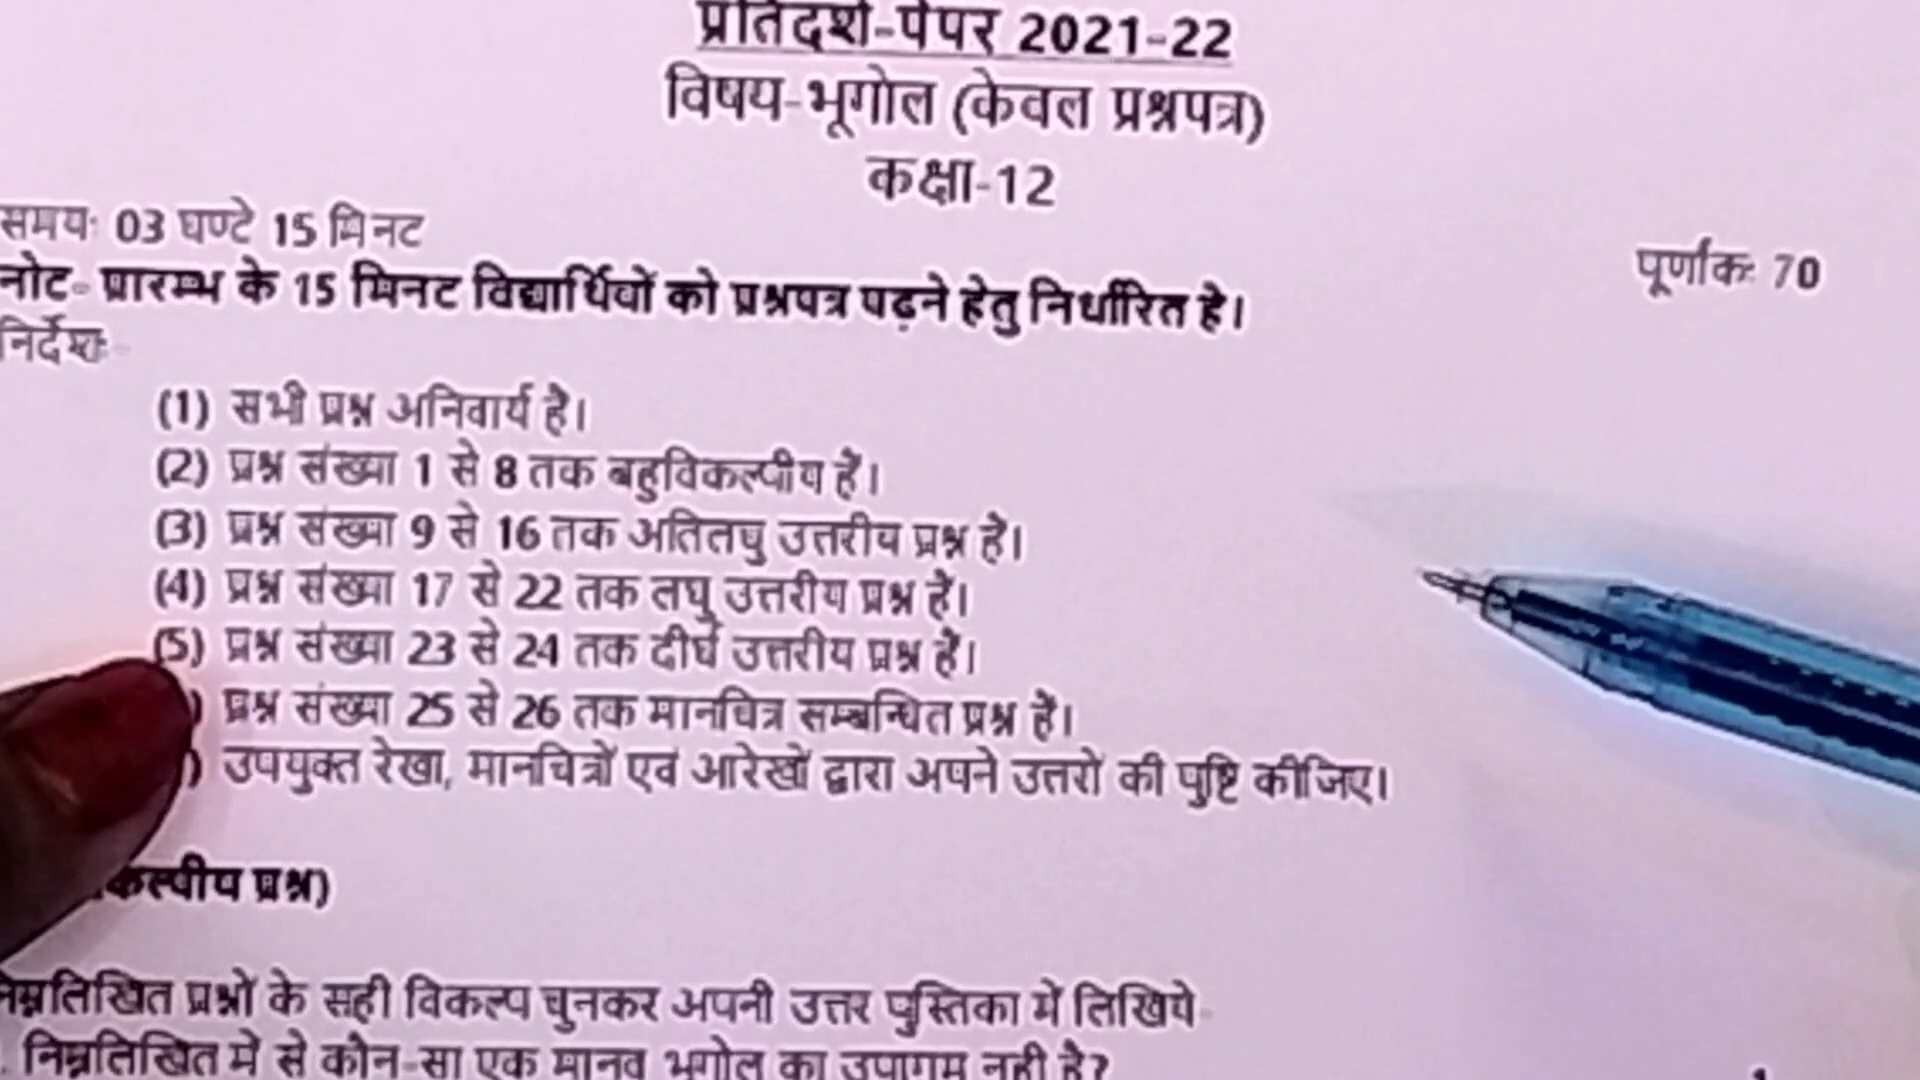 प्रतिदर्श-पेपर 2021-22
विषय-भूगोल (केवल प्रश्नपत्र)
कक्षा-12
समयः 03 घण्टे 15 मिनट
पूर्णांकः 70
नोट- प्रारम्भ के 15 मिनट विद्यार्थियों को प्रश्नपत्र पढ़ने हेतु निर्धारित है।
निर्देशः-
(1) सभी प्रश्न अनिवार्य है।
(2) प्रश्न संख्या 1 से 8 तक बहुविकल्पीय हैं।
(3) प्रश्न संख्या 9 से 16 तक अतिलघु उत्तरीय प्रश्न हैं।
(4) प्रश्न संख्या 17 से 22 तक लघु उत्तरीय प्रश्न हैं।
(5) प्रश्न संख्या 23 से 24 तक दीर्घ उत्तरीय प्रश्न हैं।
) प्रश्न संख्या 25 से 26 तक मानचित्र सम्बन्धित प्रश्न हैं।
) उपयुक्त रेखा, मानचित्रों एवं आरेखों द्वारा अपने उत्तरों की पुष्टि कीजिए।
कल्पीय प्रश्न)
निम्नलिखित प्रश्नों के सही विकल्प चुनकर अपनी उत्तर पुस्तिका में लिखिये-
. निम्नलिखित में से कौन-सा एक मानव भूगोल का उपागम नहीं है?